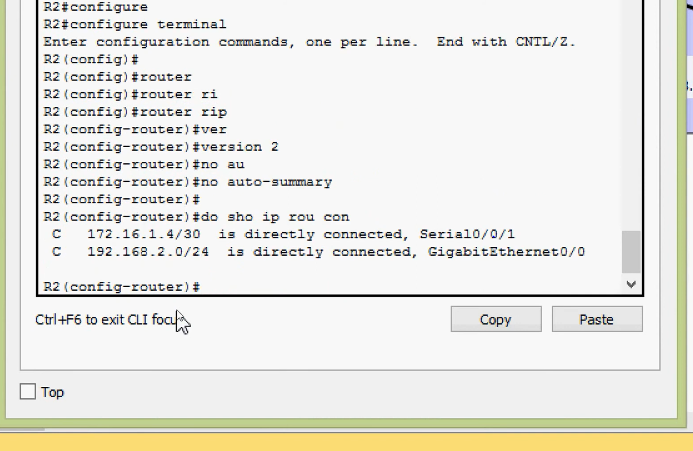 R2#configure
R2#configure terminal
Enter configuration commands, one per line.  End with CNTL/Z.
R2(config)#
R2(config)#router
R2(config)#router ri
R2(config)#router rip
R2(config-router)#ver
R2(config-router)#version 2
R2(config-router)#no au
R2(config-router)#no auto-summary
R2(config-router)#
R2(config-router)#do sho ip rou con
 C   172.16.1.4/30  is directly connected, Serial0/0/1
 C   192.168.2.0/24  is directly connected, GigabitEthernet0/0
R2(config-router)#
Ctrl+F6 to exit CLI focus
Copy Paste
Top